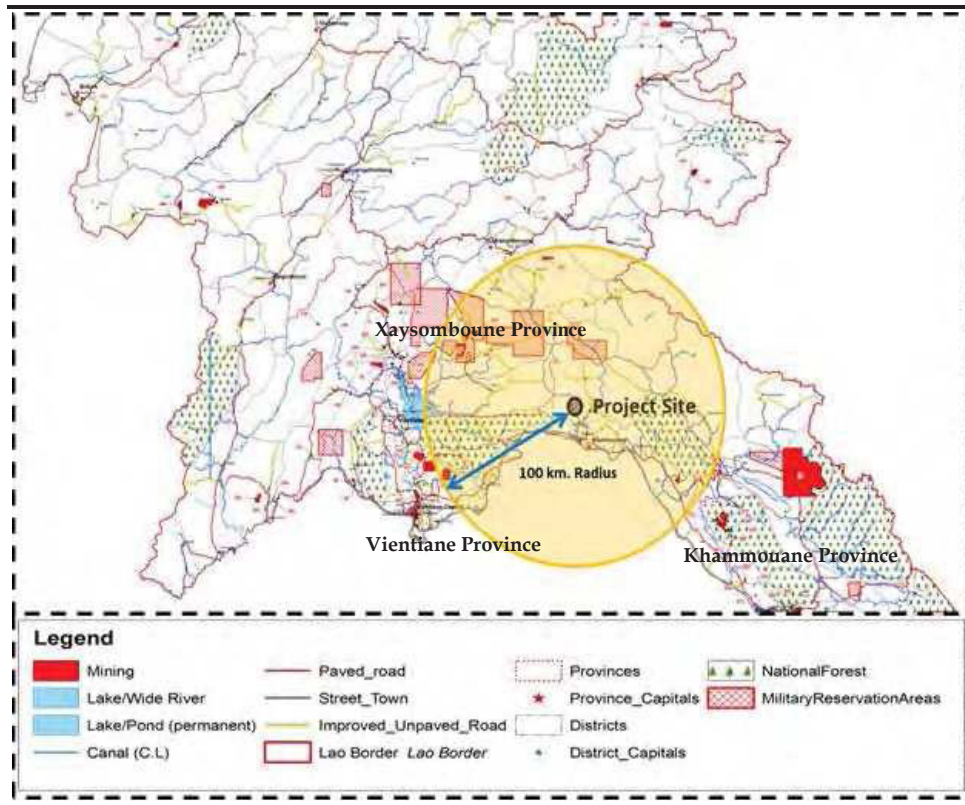 Xaysomboune Province
Project Site
100 km. Radius
Vientiane Province
Khammouane Province
Legend
Mining
Paved_road
Provinces
NationalForest
Lake/Wide River
Street_Town
Province_Capitals
MilitaryReservationAreas
Lake/Pond (permanent)
Improved_Unpaved_Road
Districts
Canal (C.L)
Lao Border Lao Border
District_Capitals